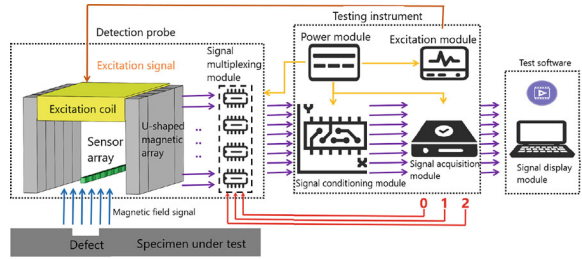 Testing instrument
Detection probe
Excitation signal
Signal
multiplexing
module
Power module
Excitation module
Test software
Excitation coil
U-shaped
magnetic
array
Sensor
array
Y
X
Signal conditioning module
Signal acquisition
module
Signal display
module
Magnetic field signal
0 1 2
Defect
Specimen under test